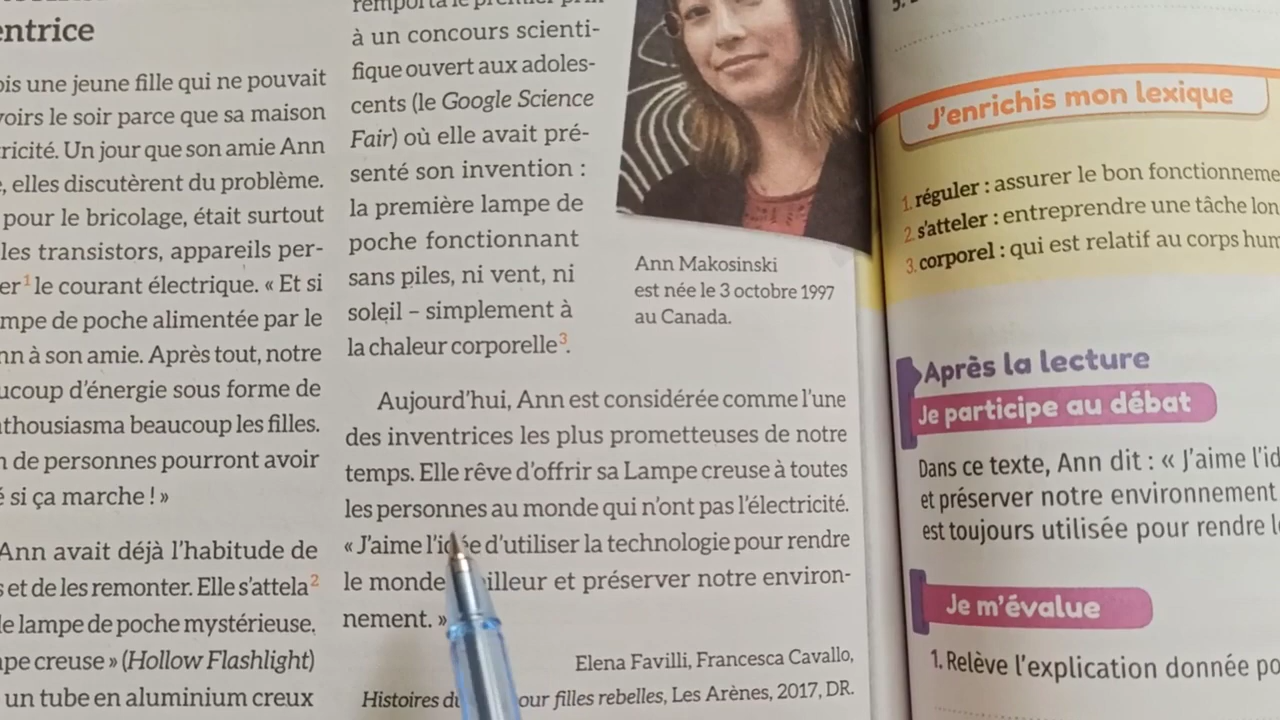 entrice
ois une jeune fille qui ne pouvait
voirs le soir parce que sa maison
ricité. Un jour que son amie Ann
, elles discutèrent du problème.
pour le bricolage, était surtout
les transistors, appareils per-
er¹ le courant électrique. « Et si
mpe de poche alimentée par le
nn à son amie. Après tout, notre
ucoup d'énergie sous forme de
nthousiasma beaucoup les filles.
n de personnes pourront avoir
é si ça marche ! »
Ann avait déjà l'habitude de
s et de les remonter. Elle s'attela²
le lampe de poche mystérieuse,
pe creuse » (Hollow Flashlight)
un tube en aluminium creux
remporta le premier
à un concours scienti-
fique ouvert aux adoles-
cents (le Google Science
Fair) où elle avait pré-
senté son invention :
la première lampe de
poche fonctionnant
sans piles, ni vent, ni
soleil – simplement à
la chaleur corporelle³.
Ann Makosinski
est née le 3 octobre 1997
au Canada.
Aujourd'hui, Ann est considérée comme l'une
des inventrices les plus prometteuses de notre
temps. Elle rêve d'offrir sa Lampe creuse à toutes
les personnes au monde qui n'ont pas l'électricité.
« J'aime l'idée d'utiliser la technologie pour rendre
le monde illeur et préserver notre environ-
nement. »
Elena Favilli, Francesca Cavallo,
Histoires du our filles rebelles, Les Arènes, 2017, DR.
J'enrichis mon lexique
1. réguler : assurer le bon fonctionneme
2. s'atteler : entreprendre une tâche lon
3. corporel : qui est relatif au corps hum
Après la lecture
Je participe au débat
Dans ce texte, Ann dit : « J'aime l'id
et préserver notre environnement
est toujours utilisée pour rendre l
Je m'évalue
1. Relève l'explication donnée po